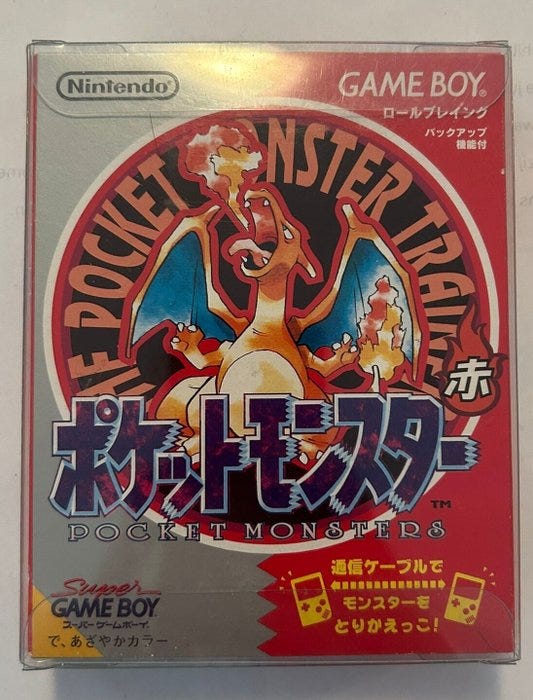 Nintendo®
GAME BOY®
ロールプレイング
バックアップ
機能付
THE POCKET MONSTER TRAINER
赤
ポケットモンスター
TM
POCKET MONSTERS
通信ケーブルで
モンスターを
とりかえっこ!
Super
GAME BOY
スーパーゲームボーイ
で、あざやかカラー